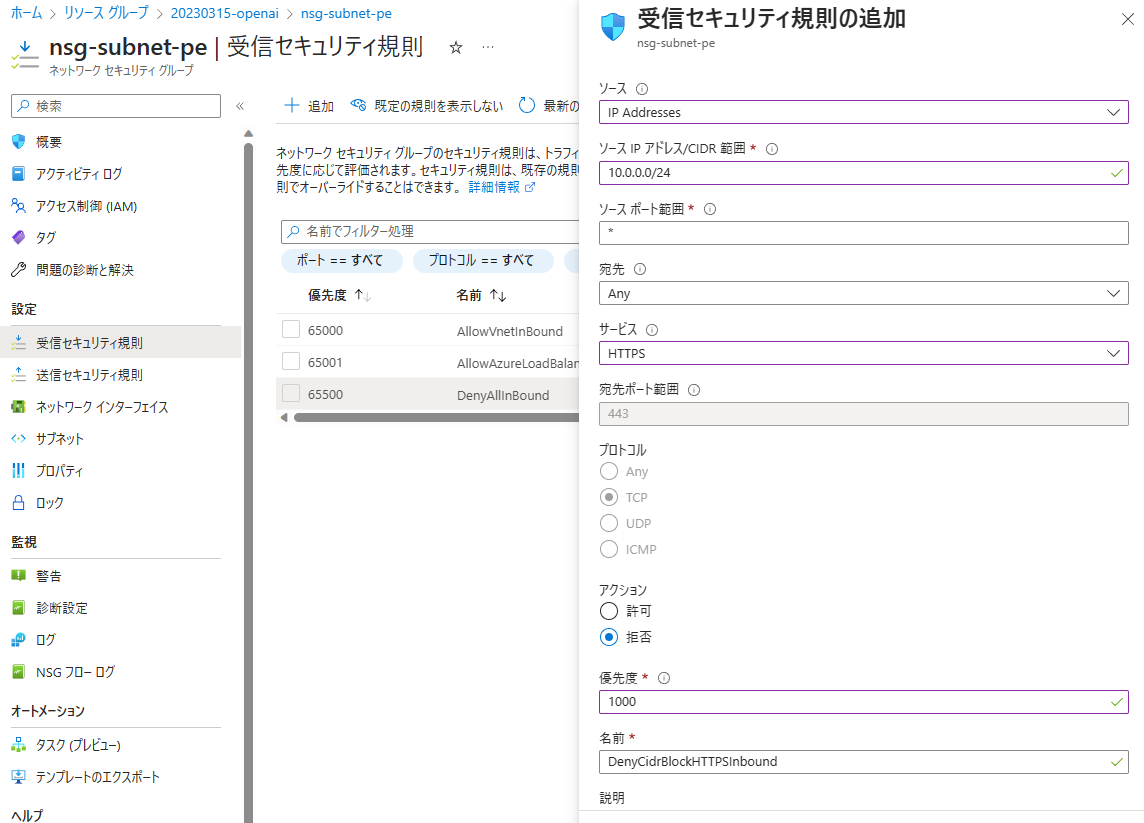 ホーム > リソース グループ > 20230315-openai > nsg-subnet-pe
nsg-subnet-pe | 受信セキュリティ規則 ☆ …
ネットワーク セキュリティ グループ
検索 «
概要
アクティビティ ログ
アクセス制御 (IAM)
タグ
問題の診断と解決
設定
受信セキュリティ規則
送信セキュリティ規則
ネットワーク インターフェイス
サブネット
プロパティ
ロック
監視
警告
診断設定
ログ
NSG フロー ログ
オートメーション
タスク (プレビュー)
テンプレートのエクスポート
ヘルプ
追加 既定の規則を表示しない 最新の
ネットワーク セキュリティ グループのセキュリティ規則は、トラフィ
先度に応じて評価されます。セキュリティ規則は、既存の規則
則でオーバーライドすることはできます。 詳細情報
名前でフィルター処理
ポート == すべて プロトコル == すべて
優先度 ↑↓ 名前 ↑↓
65000 AllowVnetInBound
65001 AllowAzureLoadBalan
65500 DenyAllInBound
受信セキュリティ規則の追加
nsg-subnet-pe
ソース
IP Addresses
ソース IP アドレス/CIDR 範囲 *
10.0.0.0/24
ソース ポート範囲 *
*
宛先
Any
サービス
HTTPS
宛先ポート範囲
443
プロトコル
Any
TCP
UDP
ICMP
アクション
許可
拒否
優先度 *
1000
名前 *
DenyCidrBlockHTTPSInbound
説明